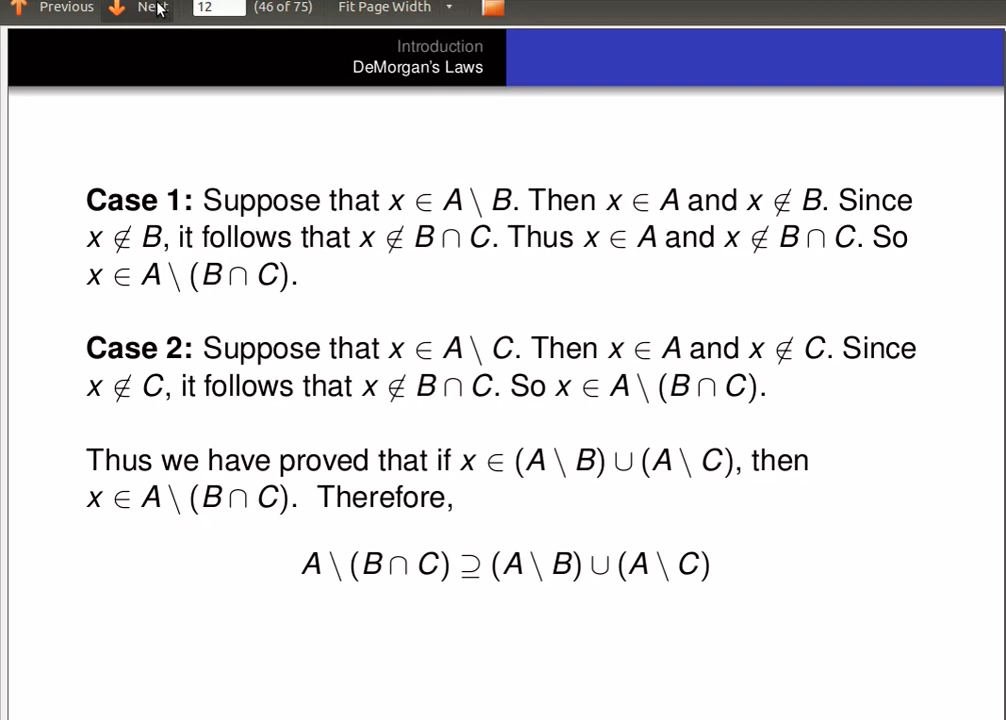 Previous Next 12 (46 of 75) Fit Page Width
Introduction
DeMorgan's Laws
Case 1: Suppose that x ∈ A \ B. Then x ∈ A and x ∉ B. Since
x ∉ B, it follows that x ∉ B ∩ C. Thus x ∈ A and x ∉ B ∩ C. So
x ∈ A \ (B ∩ C).
Case 2: Suppose that x ∈ A \ C. Then x ∈ A and x ∉ C. Since
x ∉ C, it follows that x ∉ B ∩ C. So x ∈ A \ (B ∩ C).
Thus we have proved that if x ∈ (A \ B) ∪ (A \ C), then
x ∈ A \ (B ∩ C). Therefore,
A \ (B ∩ C) ⊇ (A \ B) ∪ (A \ C)